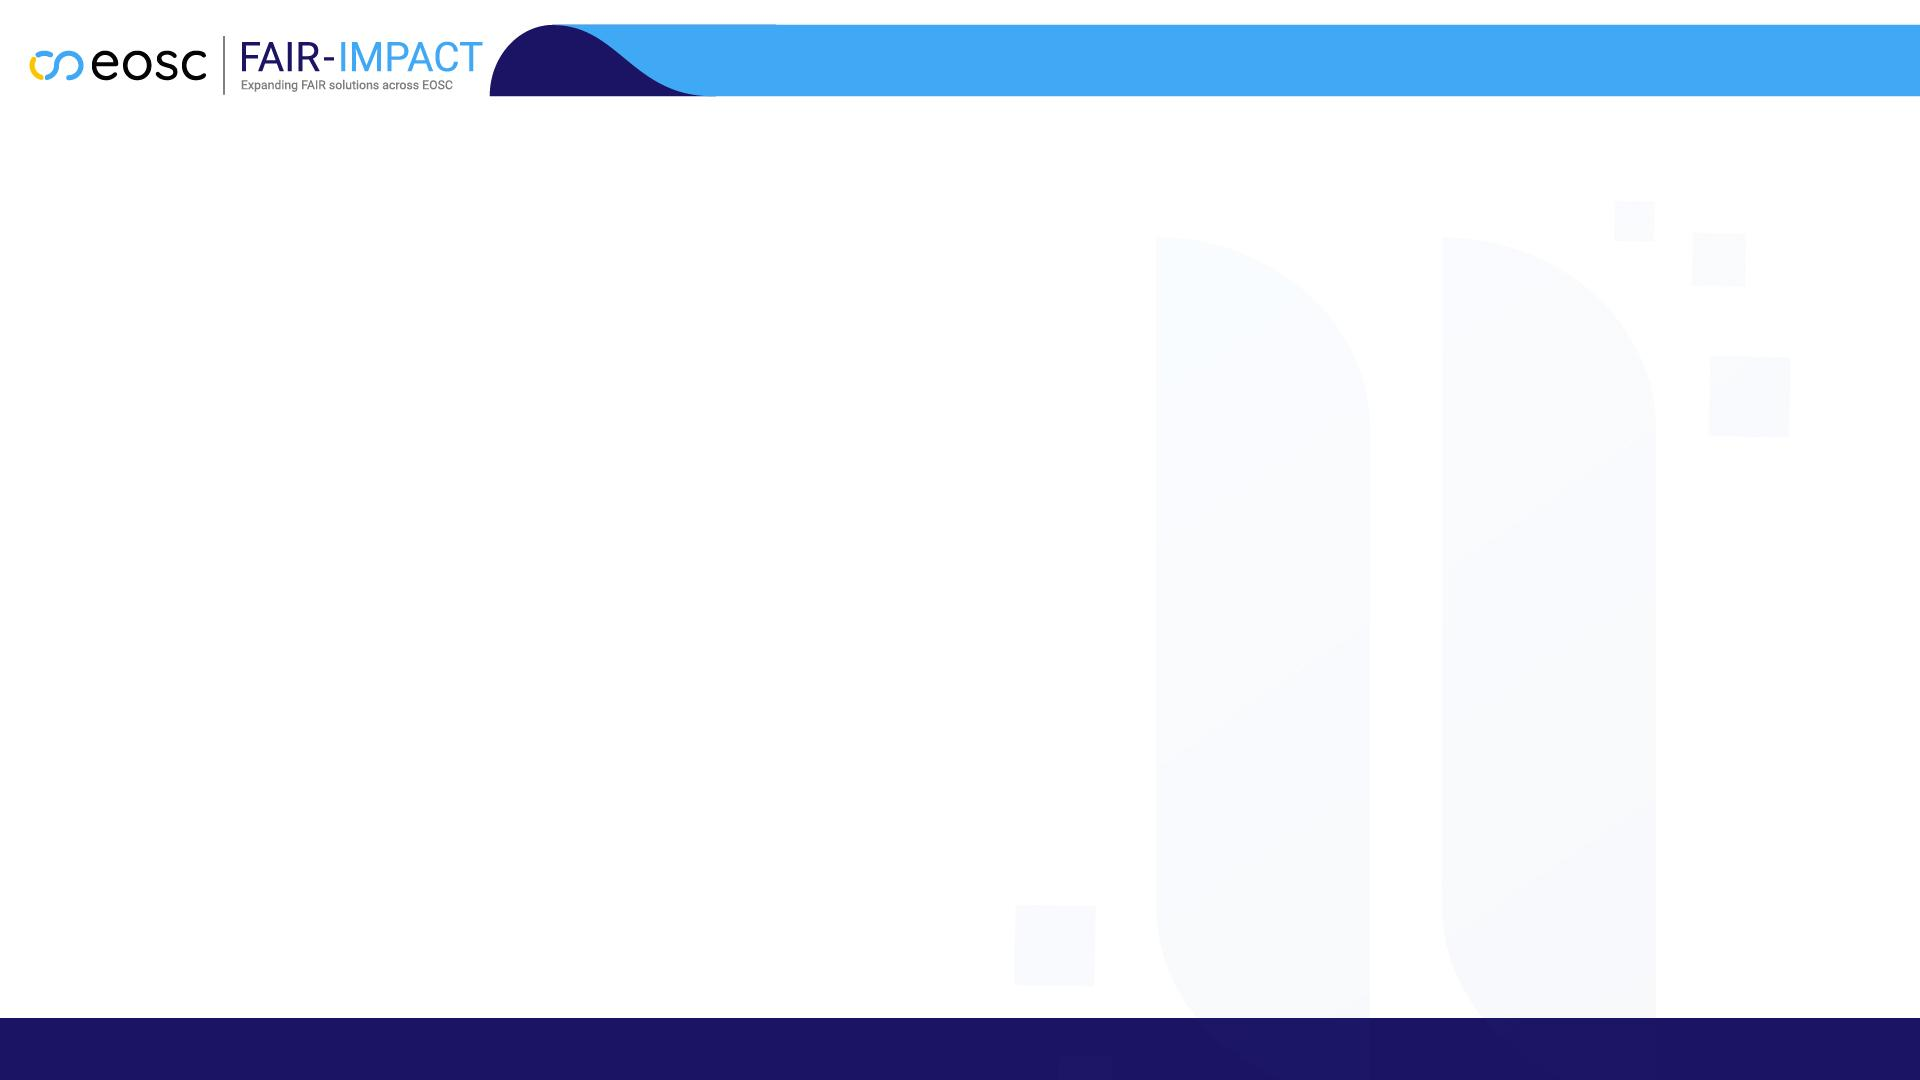 eosc
FAIR-IMPACT
Expanding FAIR solutions across EOSC